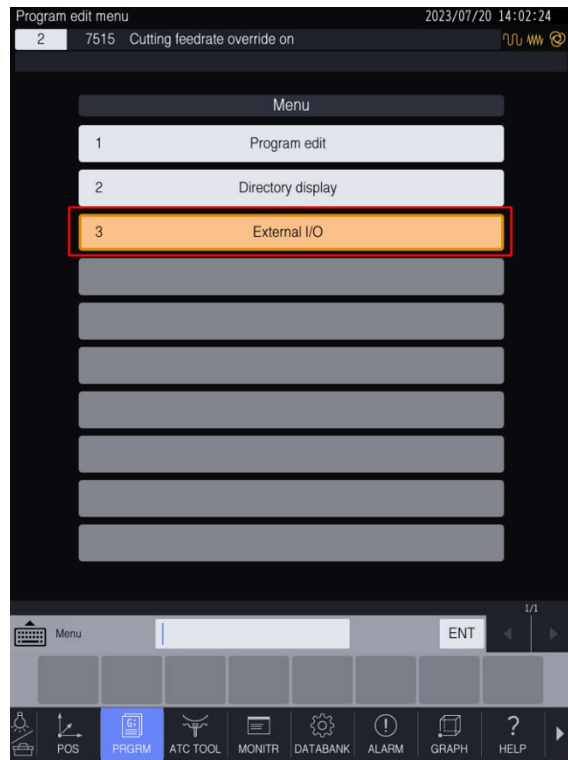 Program edit menu 2023/07/20 14:02:24
2 7515 Cutting feedrate override on
Menu
1 Program edit
2 Directory display
3 External I/O
1/1
Menu ENT
POS PRGRM ATC TOOL MONITR DATABANK ALARM GRAPH HELP